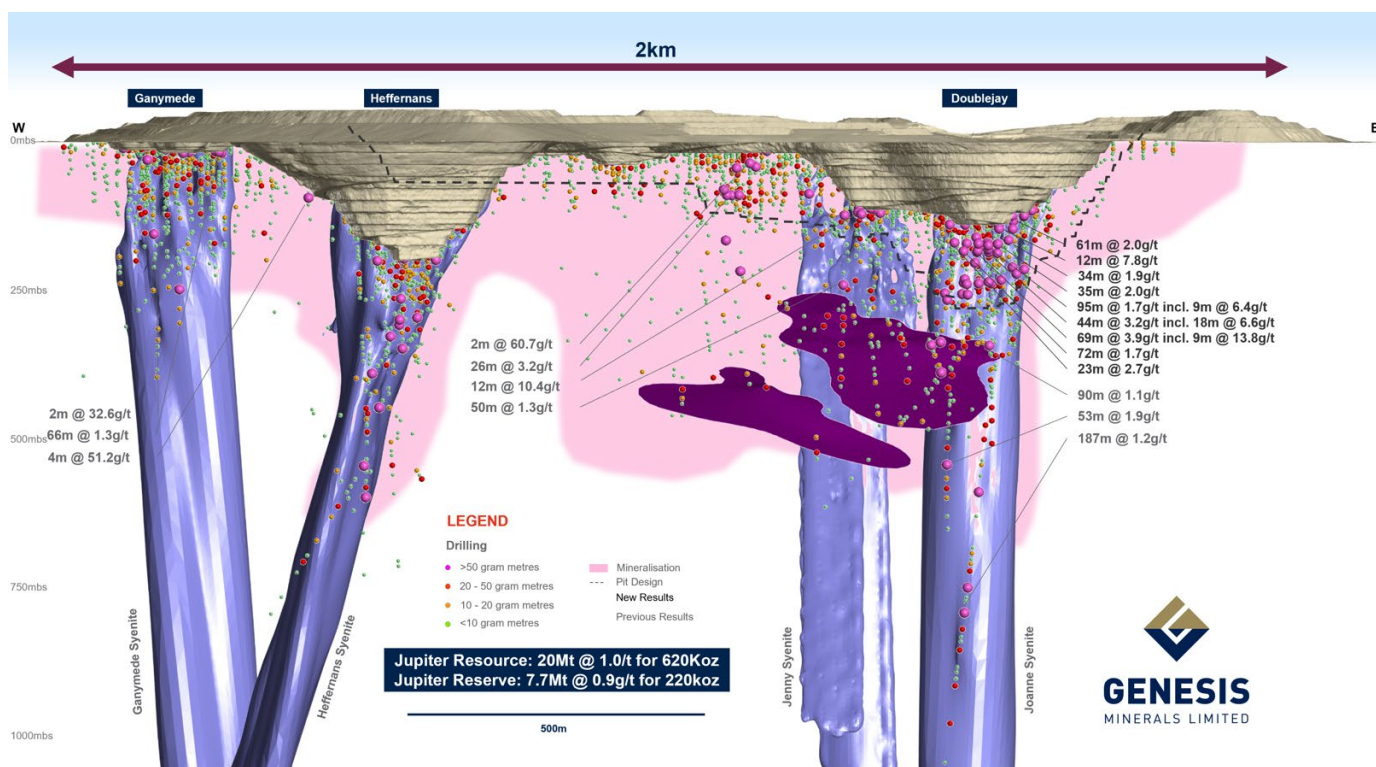 2km
Ganymede
Heffernans
Doublejay
W
E
0mbs
250mbs
500mbs
750mbs
1000mbs
2m @ 32.6g/t
66m @ 1.3g/t
4m @ 51.2g/t
2m @ 60.7g/t
26m @ 3.2g/t
12m @ 10.4g/t
50m @ 1.3g/t
61m @ 2.0g/t
12m @ 7.8g/t
34m @ 1.9g/t
35m @ 2.0g/t
95m @ 1.7g/t incl. 9m @ 6.4g/t
44m @ 3.2g/t incl. 18m @ 6.6g/t
69m @ 3.9g/t incl. 9m @ 13.8g/t
72m @ 1.7g/t
23m @ 2.7g/t
90m @ 1.1g/t
53m @ 1.9g/t
187m @ 1.2g/t
LEGEND
Drilling
>50 gram metres
20 - 50 gram metres
10 - 20 gram metres
<10 gram metres
Mineralisation
Pit Design
New Results
Previous Results
Ganymede Syenite
Heffernans Syenite
Jenny Syenite
Joanne Syenite
Jupiter Resource: 20Mt @ 1.0/t for 620Koz
Jupiter Reserve: 7.7Mt @ 0.9g/t for 220koz
500m
GENESIS
MINERALS LIMITED